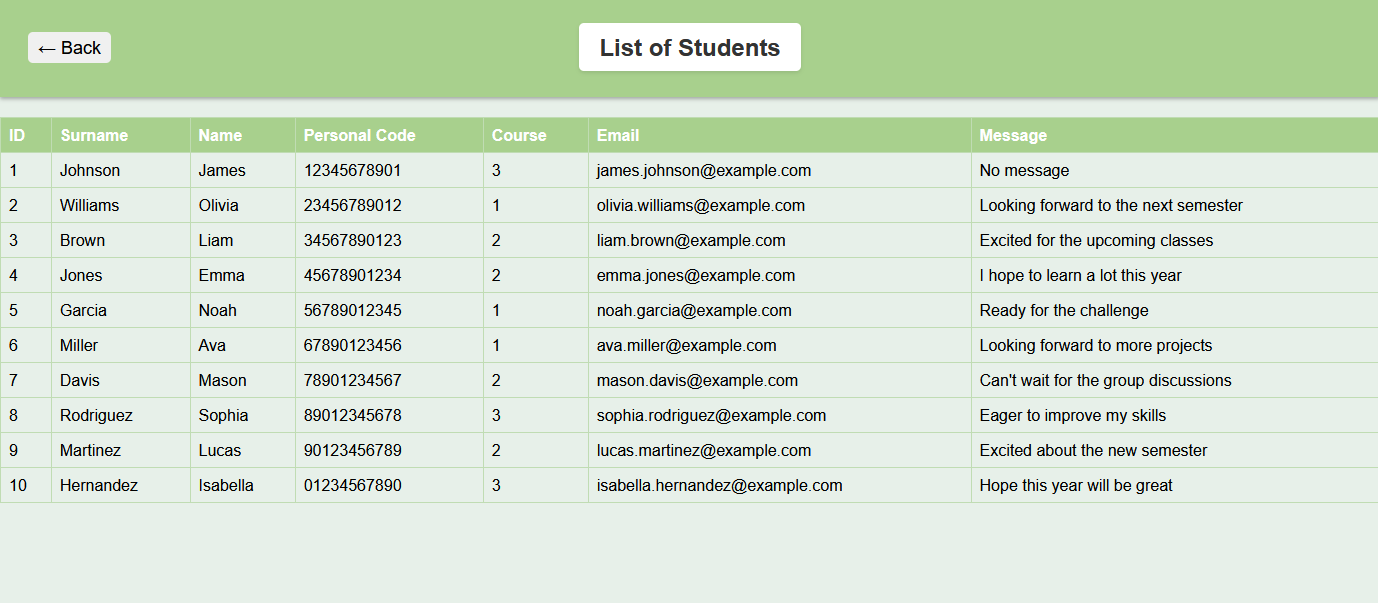 ← Back
List of Students
ID Surname Name Personal Code Course Email Message
1 Johnson James 12345678901 3 james.johnson@example.com No message
2 Williams Olivia 23456789012 1 olivia.williams@example.com Looking forward to the next semester
3 Brown Liam 34567890123 2 liam.brown@example.com Excited for the upcoming classes
4 Jones Emma 45678901234 2 emma.jones@example.com I hope to learn a lot this year
5 Garcia Noah 56789012345 1 noah.garcia@example.com Ready for the challenge
6 Miller Ava 67890123456 1 ava.miller@example.com Looking forward to more projects
7 Davis Mason 78901234567 2 mason.davis@example.com Can't wait for the group discussions
8 Rodriguez Sophia 89012345678 3 sophia.rodriguez@example.com Eager to improve my skills
9 Martinez Lucas 90123456789 2 lucas.martinez@example.com Excited about the new semester
10 Hernandez Isabella 01234567890 3 isabella.hernandez@example.com Hope this year will be great